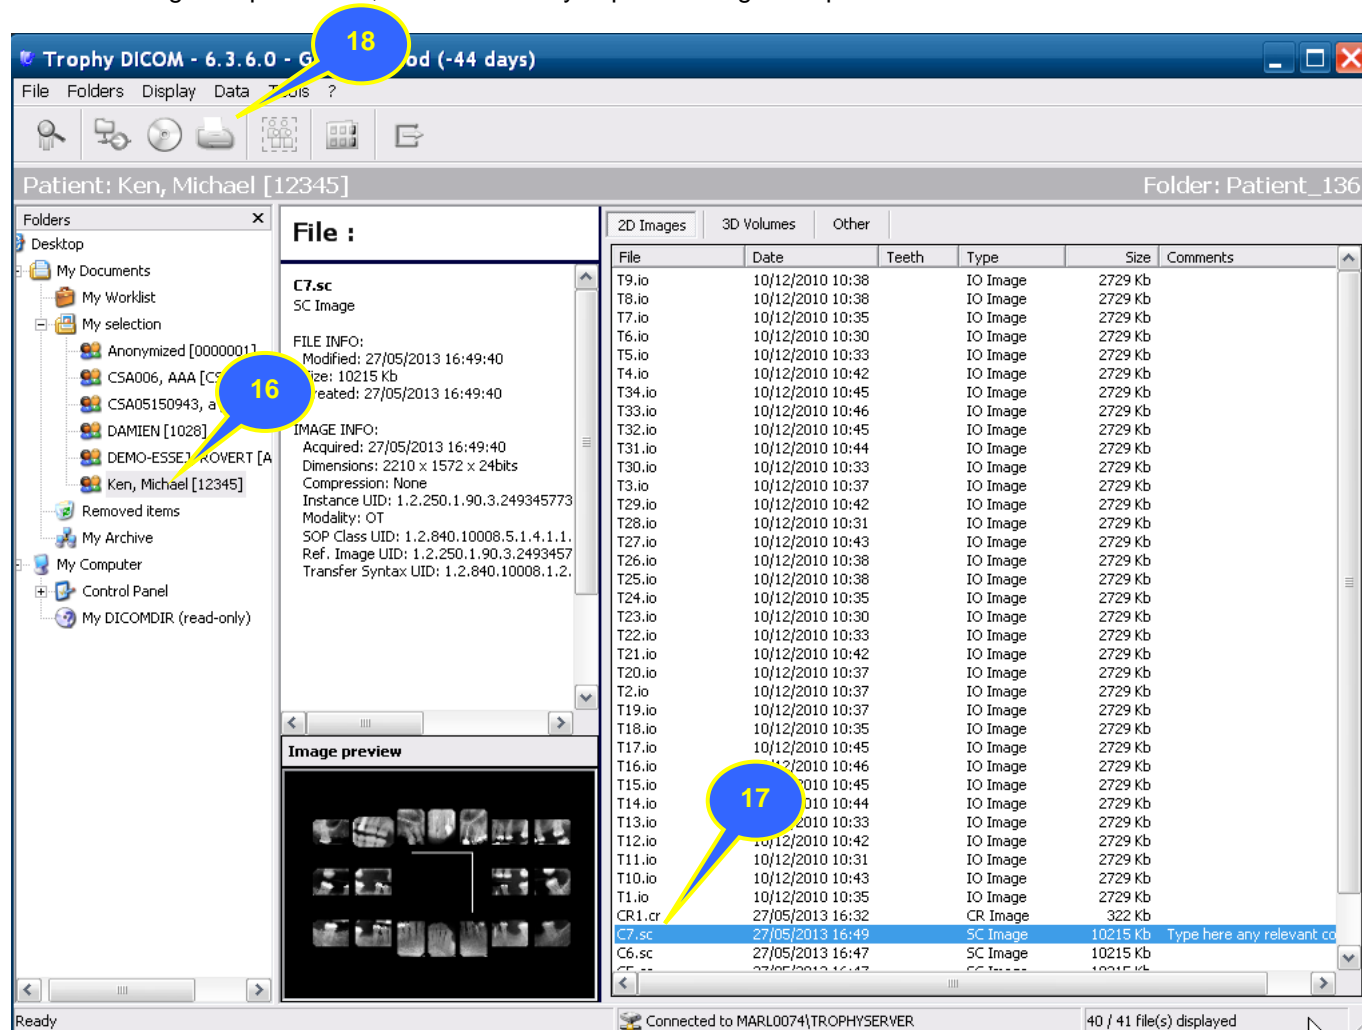 18
Trophy DICOM - 6.3.6.0 - G od (-44 days)
File Folders Display Data Tools ?
Patient: Ken, Michael [12345] Folder: Patient_136
Folders x
Desktop
My Documents
My Worklist
My selection
Anonymized [0000001]
CSA006, AAA [CS
CSA05150943, a
DAMIEN [1028]
DEMO-ESSEI, ROVERT [A
Ken, Michael [12345]
Removed items
My Archive
My Computer
Control Panel
My DICOMDIR (read-only)
16
File :
C7.sc
SC Image
FILE INFO:
Modified: 27/05/2013 16:49:40
Size: 10215 Kb
Created: 27/05/2013 16:49:40
IMAGE INFO:
Acquired: 27/05/2013 16:49:40
Dimensions: 2210 x 1572 x 24bits
Compression: None
Instance UID: 1.2.250.1.90.3.249345773
Modality: OT
SOP Class UID: 1.2.840.10008.5.1.4.1.1.
Ref. Image UID: 1.2.250.1.90.3.2493457
Transfer Syntax UID: 1.2.840.10008.1.2.
Image preview
2D Images 3D Volumes Other
File Date Teeth Type Size Comments
T9.io 10/12/2010 10:38 IO Image 2729 Kb
T8.io 10/12/2010 10:38 IO Image 2729 Kb
T7.io 10/12/2010 10:35 IO Image 2729 Kb
T6.io 10/12/2010 10:30 IO Image 2729 Kb
T5.io 10/12/2010 10:33 IO Image 2729 Kb
T4.io 10/12/2010 10:42 IO Image 2729 Kb
T34.io 10/12/2010 10:45 IO Image 2729 Kb
T33.io 10/12/2010 10:46 IO Image 2729 Kb
T32.io 10/12/2010 10:45 IO Image 2729 Kb
T31.io 10/12/2010 10:44 IO Image 2729 Kb
T30.io 10/12/2010 10:33 IO Image 2729 Kb
T3.io 10/12/2010 10:37 IO Image 2729 Kb
T29.io 10/12/2010 10:42 IO Image 2729 Kb
T28.io 10/12/2010 10:31 IO Image 2729 Kb
T27.io 10/12/2010 10:43 IO Image 2729 Kb
T26.io 10/12/2010 10:38 IO Image 2729 Kb
T25.io 10/12/2010 10:38 IO Image 2729 Kb
T24.io 10/12/2010 10:35 IO Image 2729 Kb
T23.io 10/12/2010 10:30 IO Image 2729 Kb
T22.io 10/12/2010 10:33 IO Image 2729 Kb
T21.io 10/12/2010 10:42 IO Image 2729 Kb
T20.io 10/12/2010 10:37 IO Image 2729 Kb
T2.io 10/12/2010 10:37 IO Image 2729 Kb
T19.io 10/12/2010 10:37 IO Image 2729 Kb
T18.io 10/12/2010 10:35 IO Image 2729 Kb
T17.io 10/12/2010 10:45 IO Image 2729 Kb
T16.io 10/12/2010 10:46 IO Image 2729 Kb
T15.io 2010 10:45 IO Image 2729 Kb
T14.io 2010 10:44 IO Image 2729 Kb
T13.io 2010 10:33 IO Image 2729 Kb
T12.io 10/12/2010 10:42 IO Image 2729 Kb
T11.io 10/12/2010 10:31 IO Image 2729 Kb
T10.io 10/12/2010 10:43 IO Image 2729 Kb
T1.io 10/12/2010 10:35 IO Image 2729 Kb
CR1.cr 27/05/2013 16:32 CR Image 322 Kb
C7.sc 27/05/2013 16:49 SC Image 10215 Kb Type here any relevant co
C6.sc 27/05/2013 16:47 SC Image 10215 Kb
17
Ready Connected to MARL0074\TROPHYSERVER 40 / 41 file(s) displayed